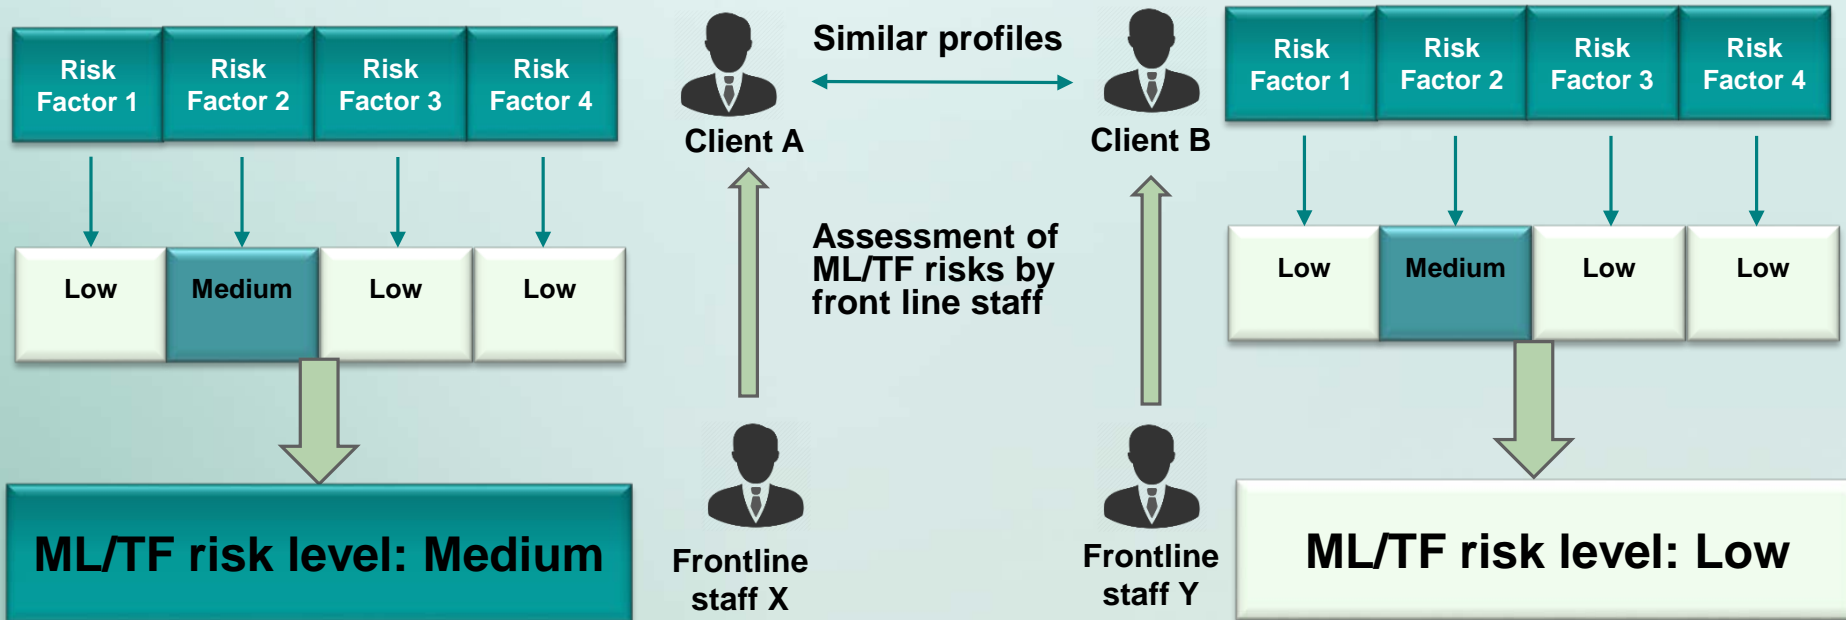 Risk
Factor 1
Risk
Factor 2
Risk
Factor 3
Risk
Factor 4
Low
Medium
Low
Low
ML/TF risk level: Medium
Similar profiles
Client A
Client B
Assessment of
ML/TF risks by
front line staff
Frontline
staff X
Frontline
staff Y
Risk
Factor 1
Risk
Factor 2
Risk
Factor 3
Risk
Factor 4
Low
Medium
Low
Low
ML/TF risk level: Low